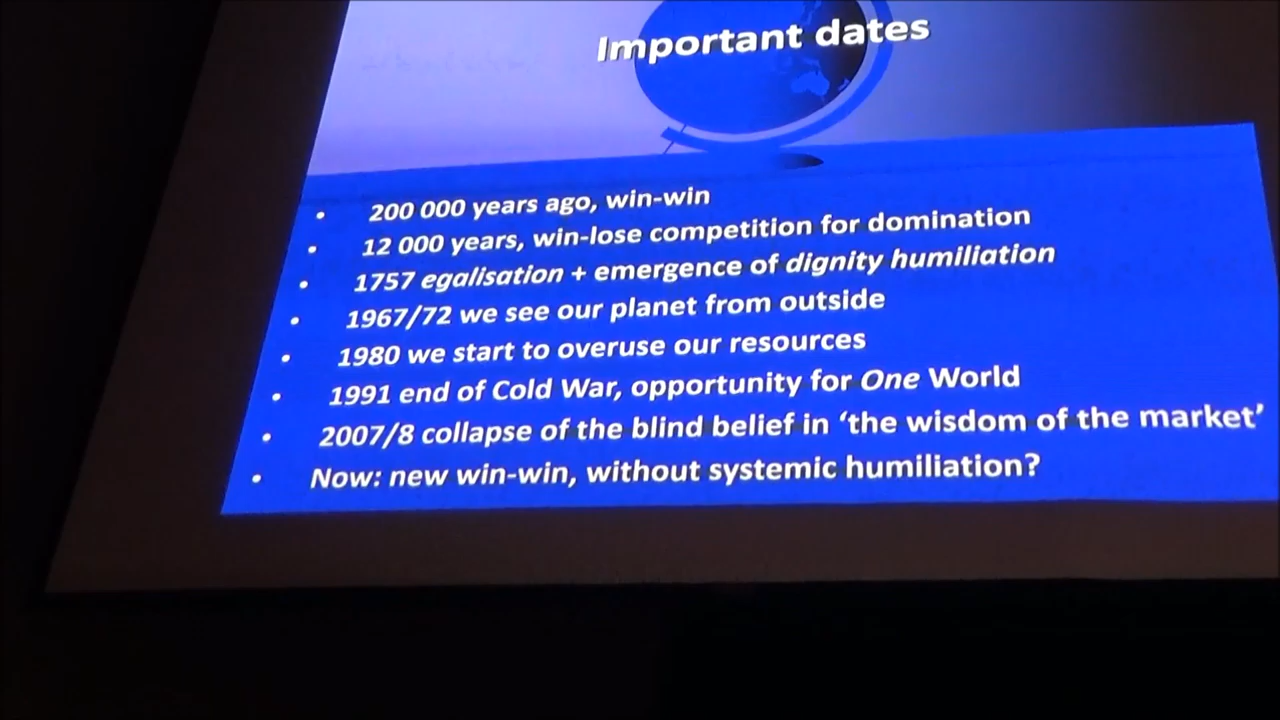 Important dates
• 200 000 years ago, win-win
• 12 000 years, win-lose competition for domination
• 1757 egalisation + emergence of dignity humiliation
• 1967/72 we see our planet from outside
• 1980 we start to overuse our resources
• 1991 end of Cold War, opportunity for One World
• 2007/8 collapse of the blind belief in ‘the wisdom of the market’
• Now: new win-win, without systemic humiliation?